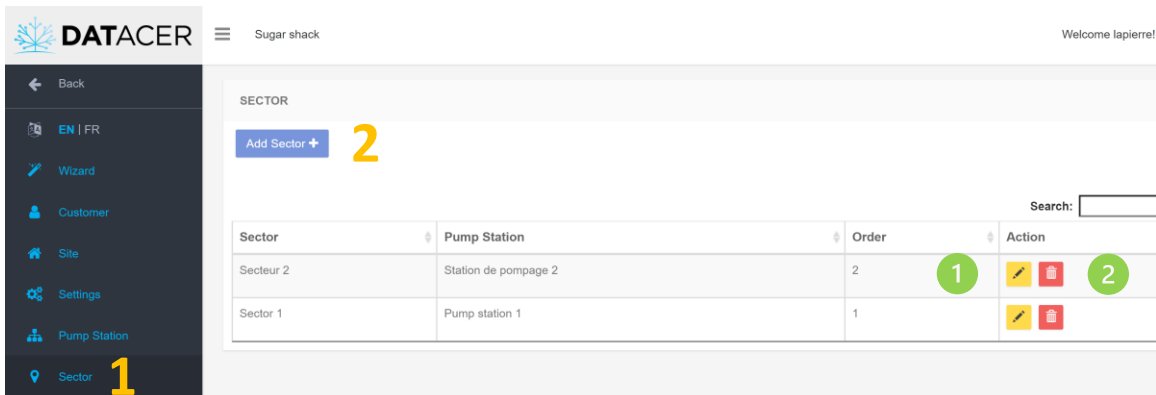 DATACER
Sugar shack
Welcome lapierre!
Back
EN | FR
Wizard
Customer
Site
Settings
Pump Station
Sector
1
SECTOR
Add Sector +
2
Search:
Sector Pump Station Order Action
Secteur 2 Station de pompage 2 2 1 2
Sector 1 Pump station 1 1